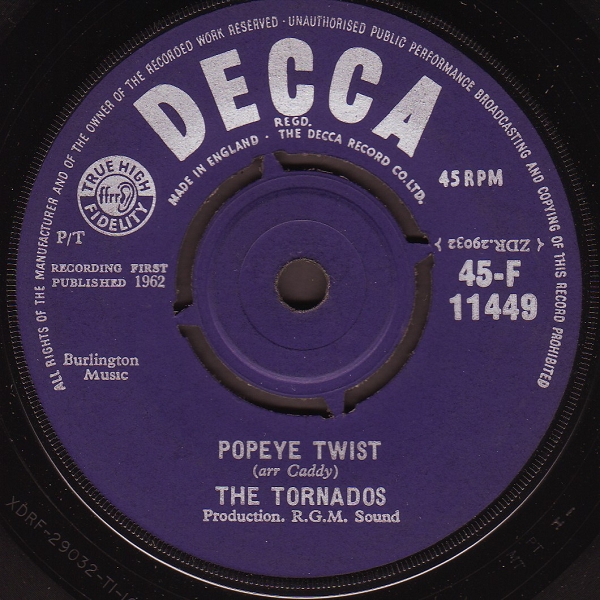 ALL RIGHTS OF THE MANUFACTURER AND OF THE OWNER OF THE RECORDED WORK RESERVED · UNAUTHORISED PUBLIC PERFORMANCE BROADCASTING AND COPYING OF THIS RECORD PROHIBITED
DECCA
REGD.
MADE IN ENGLAND · THE DECCA RECORD CO. LTD.
TRUE HIGH
ffrr
FIDELITY
45 RPM
P/T
(ZDR.29032)
RECORDING FIRST
PUBLISHED 1962
45-F
11449
Burlington
Music
POPEYE TWIST
(arr Caddy)
THE TORNADOS
Production. R.G.M. Sound
XDRF-29032-T1-